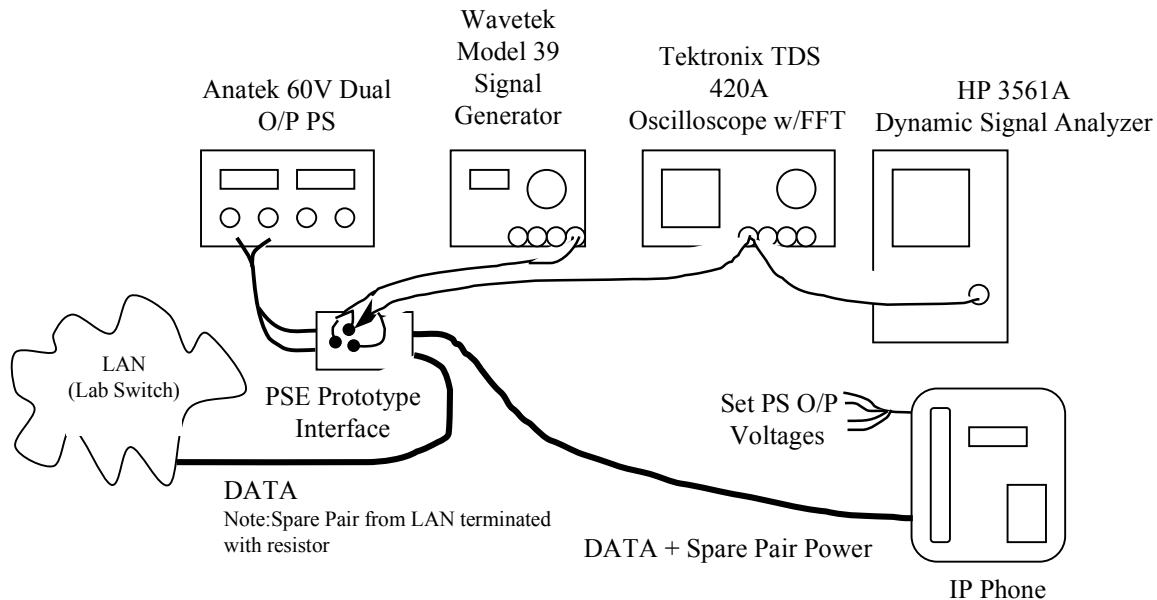 Anatek 60V Dual
O/P PS
Wavetek
Model 39
Signal
Generator
Tektronix TDS
420A
Oscilloscope w/FFT
HP 3561A
Dynamic Signal Analyzer
LAN
(Lab Switch)
PSE Prototype
Interface
Set PS O/P
Voltages
DATA
Note:Spare Pair from LAN terminated
with resistor
DATA + Spare Pair Power
IP Phone